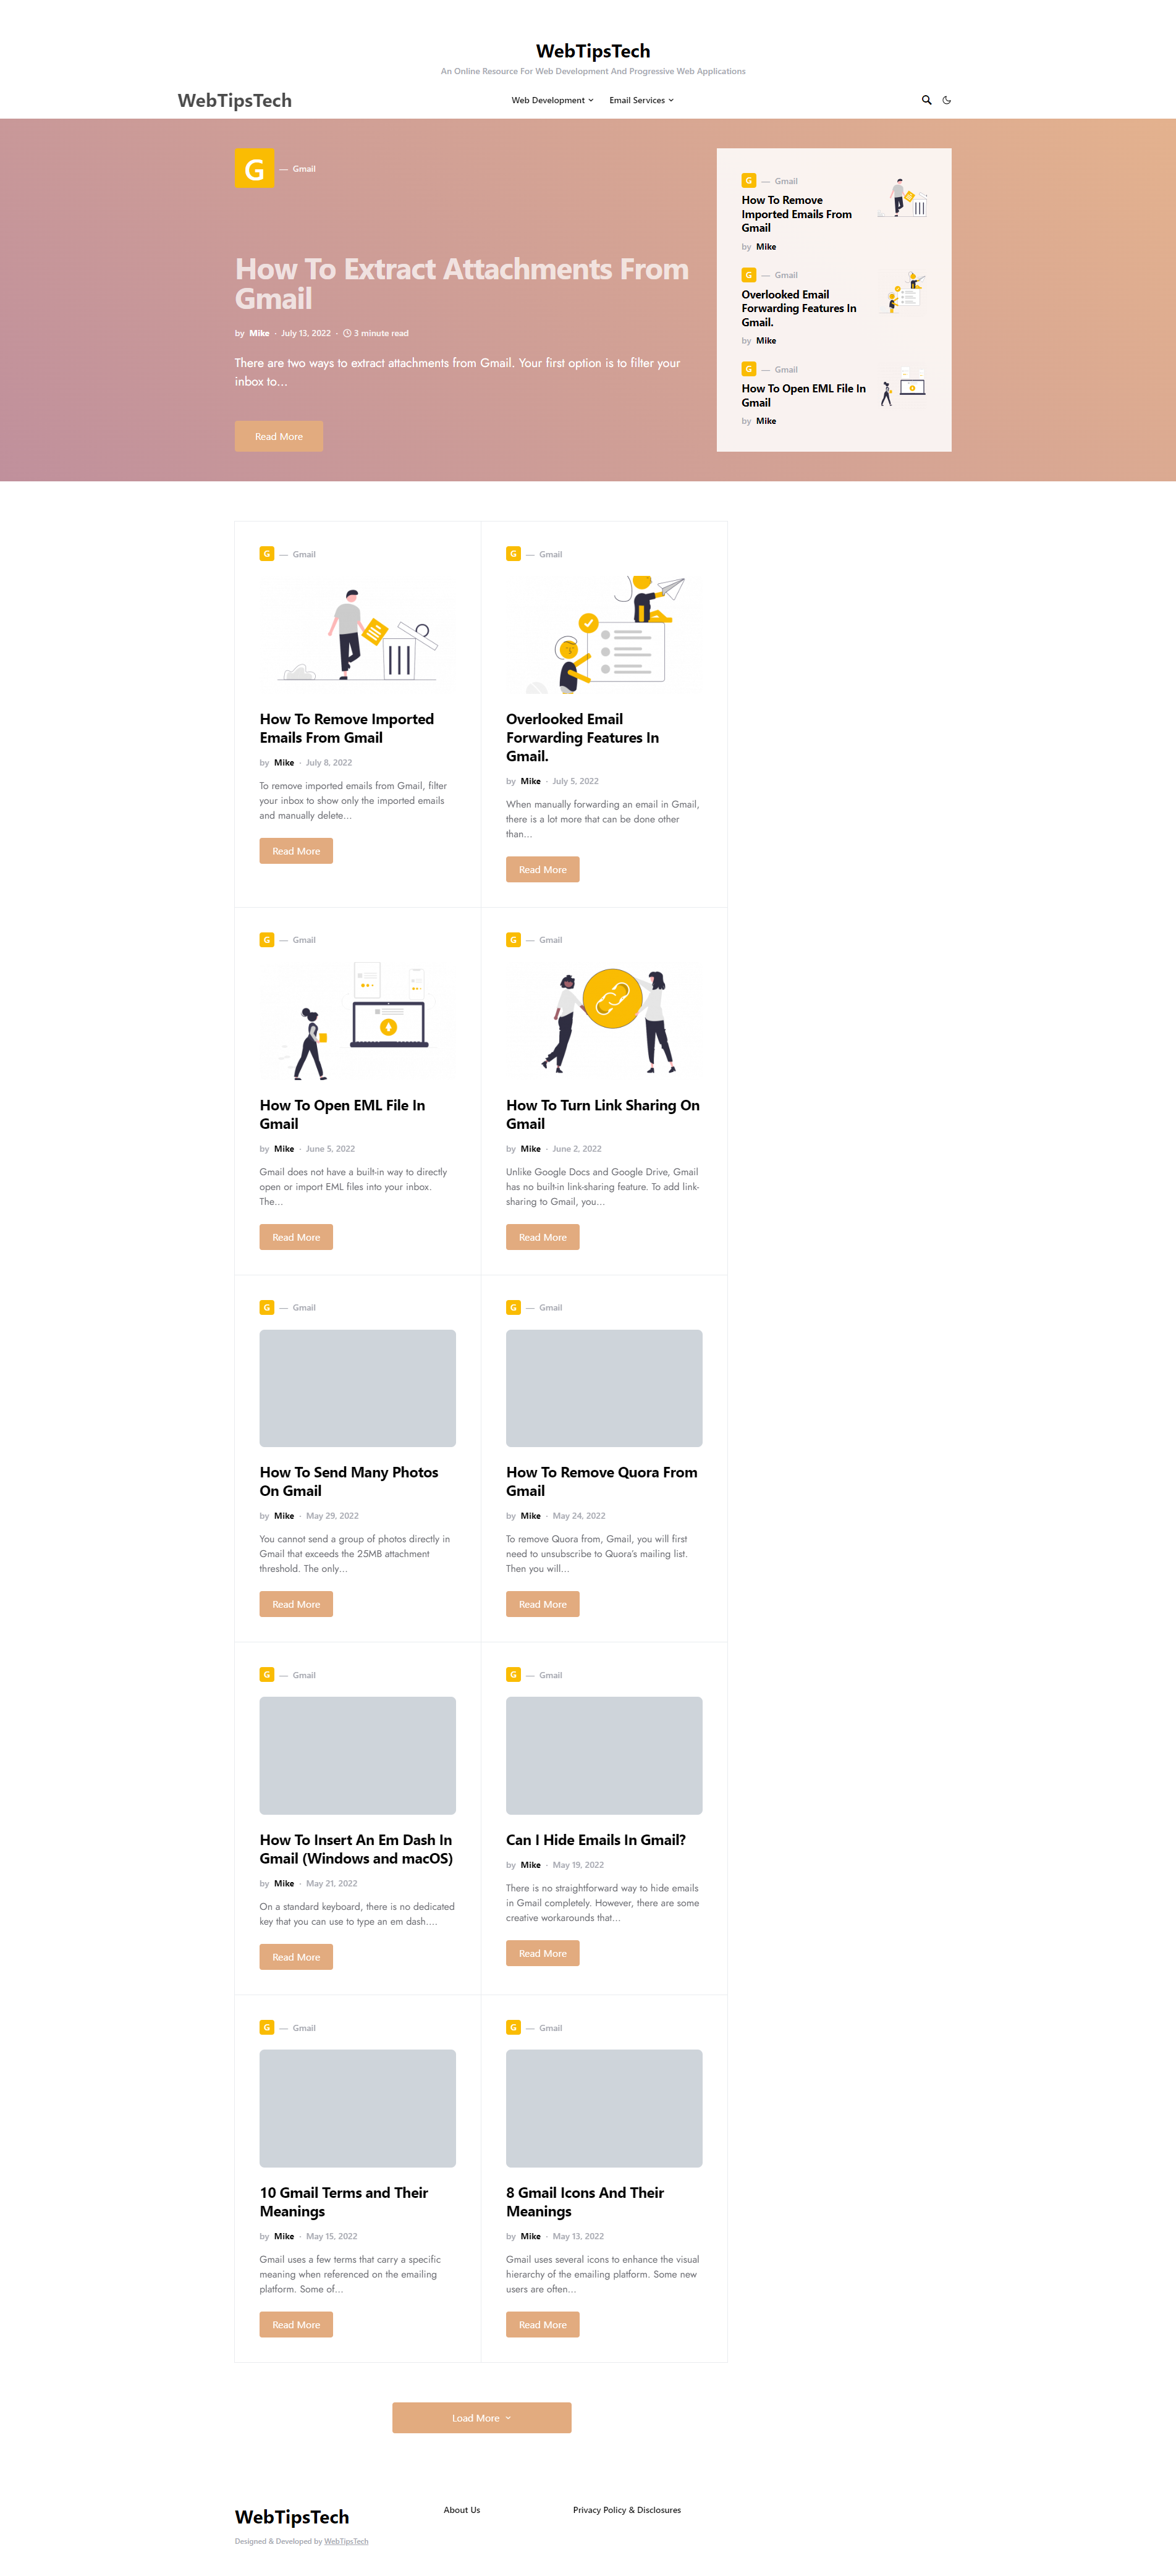 WebTipsTech
An Online Resource For Web Development And Progressive Web Applications
WebTipsTech
Web Development
Email Services
G — Gmail
How To Extract Attachments From
Gmail
by Mike · July 13, 2022 · 3 minute read
There are two ways to extract attachments from Gmail. Your first option is to filter your
inbox to…
Read More
G — Gmail
How To Remove
Imported Emails From
Gmail
by Mike
G — Gmail
Overlooked Email
Forwarding Features In
Gmail.
by Mike
G — Gmail
How To Open EML File In
Gmail
by Mike
G — Gmail
How To Remove Imported
Emails From Gmail
by Mike · July 8, 2022
To remove imported emails from Gmail, filter
your inbox to show only the imported emails
and manually delete…
Read More
G — Gmail
Overlooked Email
Forwarding Features In
Gmail.
by Mike · July 5, 2022
When manually forwarding an email in Gmail,
there is a lot more that can be done other
than…
Read More
G — Gmail
How To Open EML File In
Gmail
by Mike · June 5, 2022
Gmail does not have a built-in way to directly
open or import EML files into your inbox.
The…
Read More
G — Gmail
How To Turn Link Sharing On
Gmail
by Mike · June 2, 2022
Unlike Google Docs and Google Drive, Gmail
has no built-in link-sharing feature. To add link-
sharing to Gmail, you…
Read More
G — Gmail
How To Send Many Photos
On Gmail
by Mike · May 29, 2022
You cannot send a group of photos directly in
Gmail that exceeds the 25MB attachment
threshold. The only…
Read More
G — Gmail
How To Remove Quora From
Gmail
by Mike · May 24, 2022
To remove Quora from, Gmail, you will first
need to unsubscribe to Quora's mailing list.
Then you will…
Read More
G — Gmail
How To Insert An Em Dash In
Gmail (Windows and macOS)
by Mike · May 21, 2022
On a standard keyboard, there is no dedicated
key that you can use to type an em dash.…
Read More
G — Gmail
Can I Hide Emails In Gmail?
by Mike · May 19, 2022
There is no straightforward way to hide emails
in Gmail completely. However, there are some
creative workarounds that…
Read More
G — Gmail
10 Gmail Terms and Their
Meanings
by Mike · May 15, 2022
Gmail uses a few terms that carry a specific
meaning when referenced on the emailing
platform. Some of…
Read More
G — Gmail
8 Gmail Icons And Their
Meanings
by Mike · May 13, 2022
Gmail uses several icons to enhance the visual
hierarchy of the emailing platform. Some new
users are often…
Read More
Load More
WebTipsTech
Designed & Developed by WebTipsTech
About Us
Privacy Policy & Disclosures